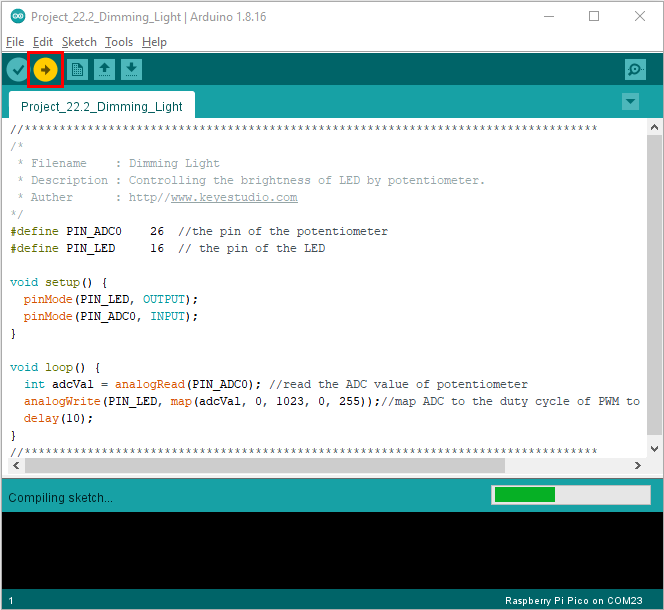 Project_22.2_Dimming_Light | Arduino 1.8.16
File Edit Sketch Tools Help
Project_22.2_Dimming_Light
//**********************************************************************************
/*
 * Filename    : Dimming Light
 * Description : Controlling the brightness of LED by potentiometer.
 * Auther      : http//www.keyestudio.com
*/
#define PIN_ADC0    26  //the pin of the potentiometer
#define PIN_LED     16  // the pin of the LED
void setup() {
  pinMode(PIN_LED, OUTPUT);
  pinMode(PIN_ADC0, INPUT);
}
void loop() {
  int adcVal = analogRead(PIN_ADC0); //read the ADC value of potentiometer
  analogWrite(PIN_LED, map(adcVal, 0, 1023, 0, 255));//map ADC to the duty cycle of PWM to
  delay(10);
}
//**********************************************************************************
Compiling sketch...
1 Raspberry Pi Pico on COM23